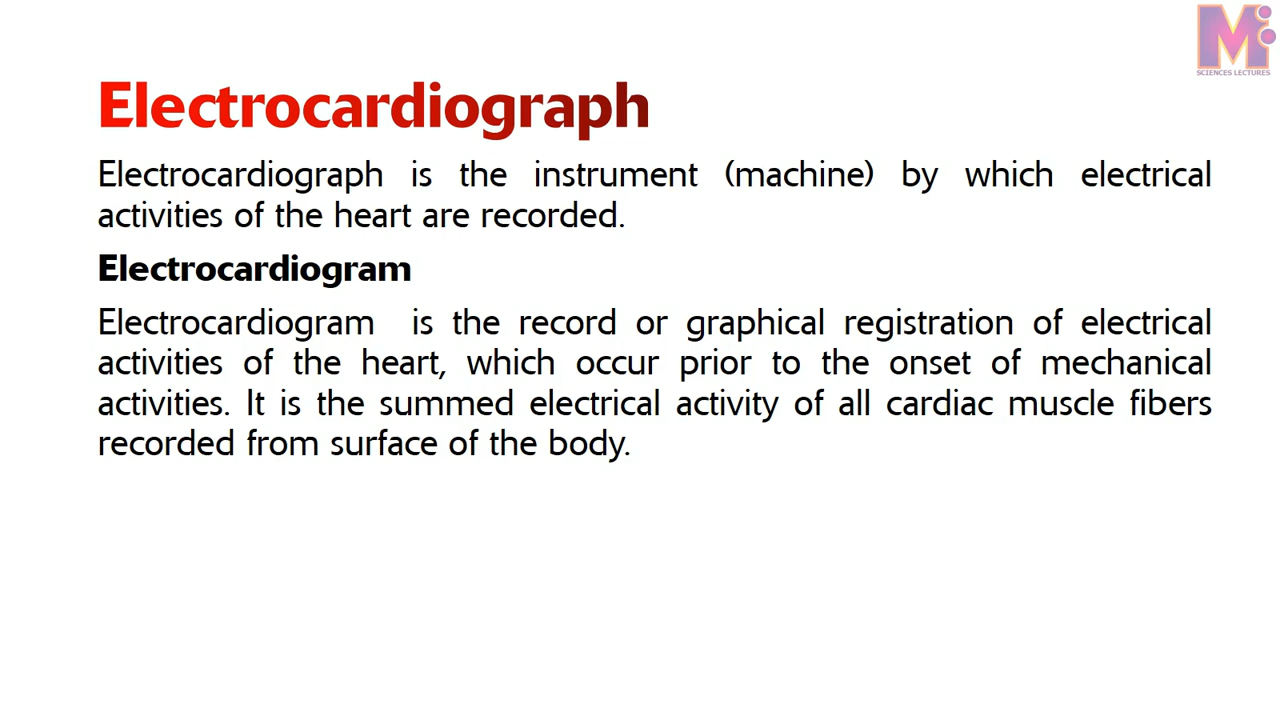 M
SCIENCES LECTURES
Electrocardiograph
Electrocardiograph is the instrument (machine) by which electrical
activities of the heart are recorded.
Electrocardiogram
Electrocardiogram is the record or graphical registration of electrical
activities of the heart, which occur prior to the onset of mechanical
activities. It is the summed electrical activity of all cardiac muscle fibers
recorded from surface of the body.